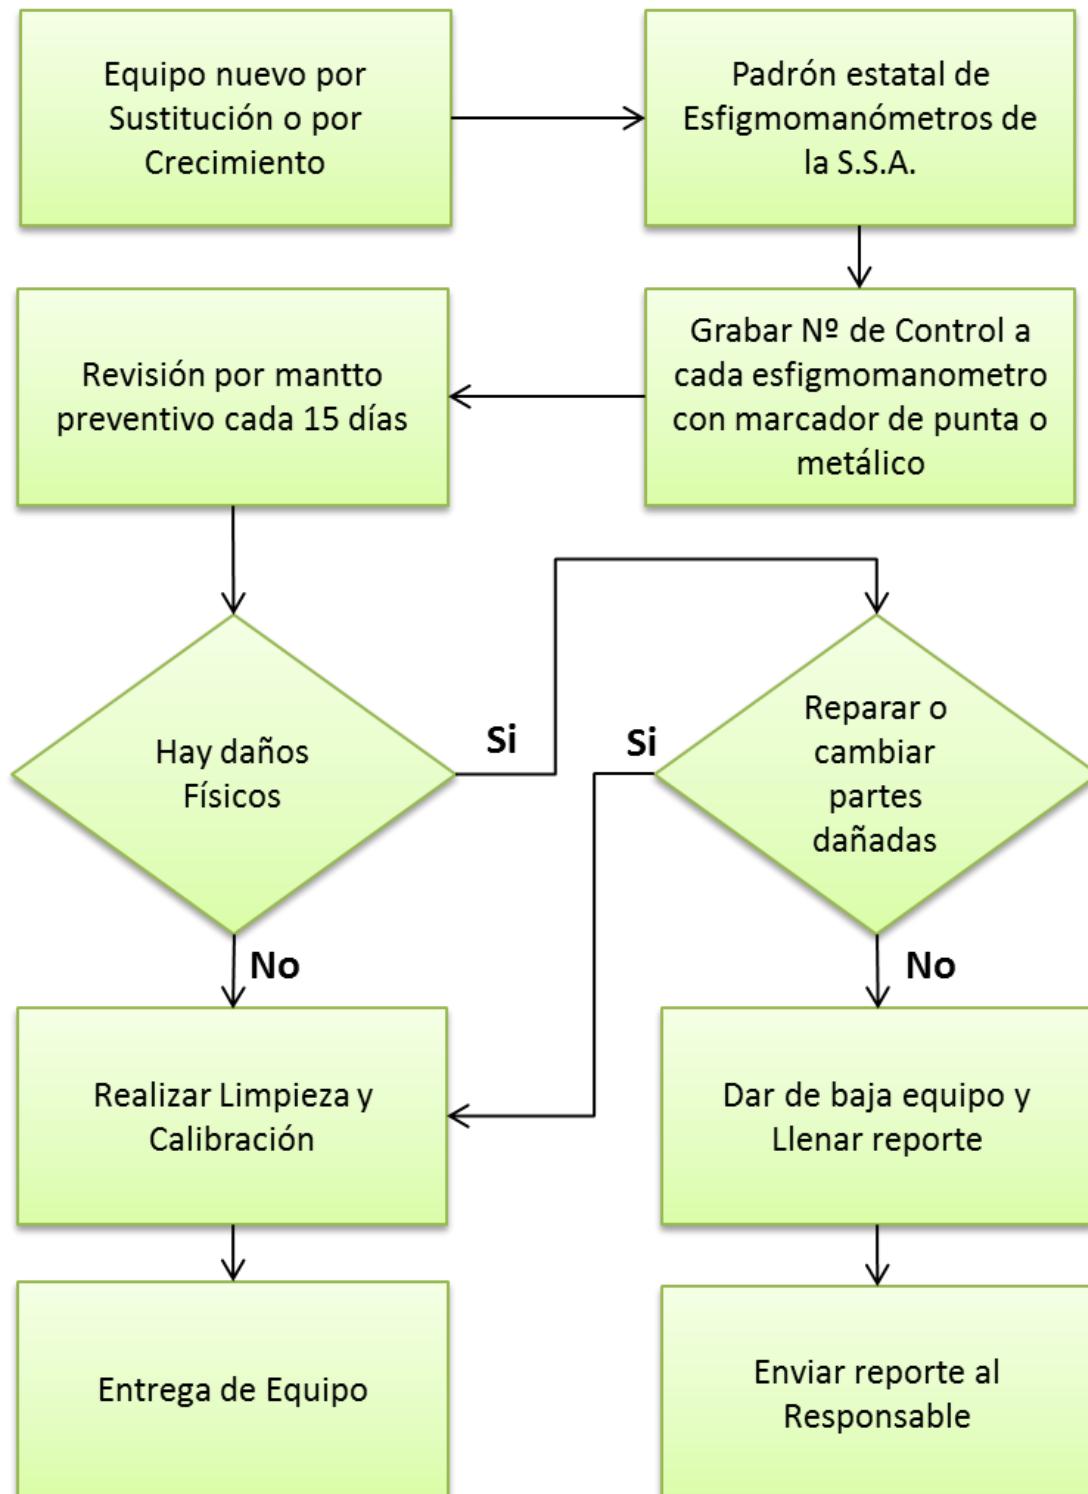 Equipo nuevo por
Sustitución o por
Crecimiento
Padrón estatal de
Esfigmomanómetros de
la S.S.A.
Revisión por mantto
preventivo cada 15 días
Grabar Nº de Control a
cada esfigmomanometro
con marcador de punta o
metálico
Hay daños
Físicos
Si
Si
Reparar o
cambiar
partes
dañadas
No
No
Realizar Limpieza y
Calibración
Dar de baja equipo y
Llenar reporte
Entrega de Equipo
Enviar reporte al
Responsable